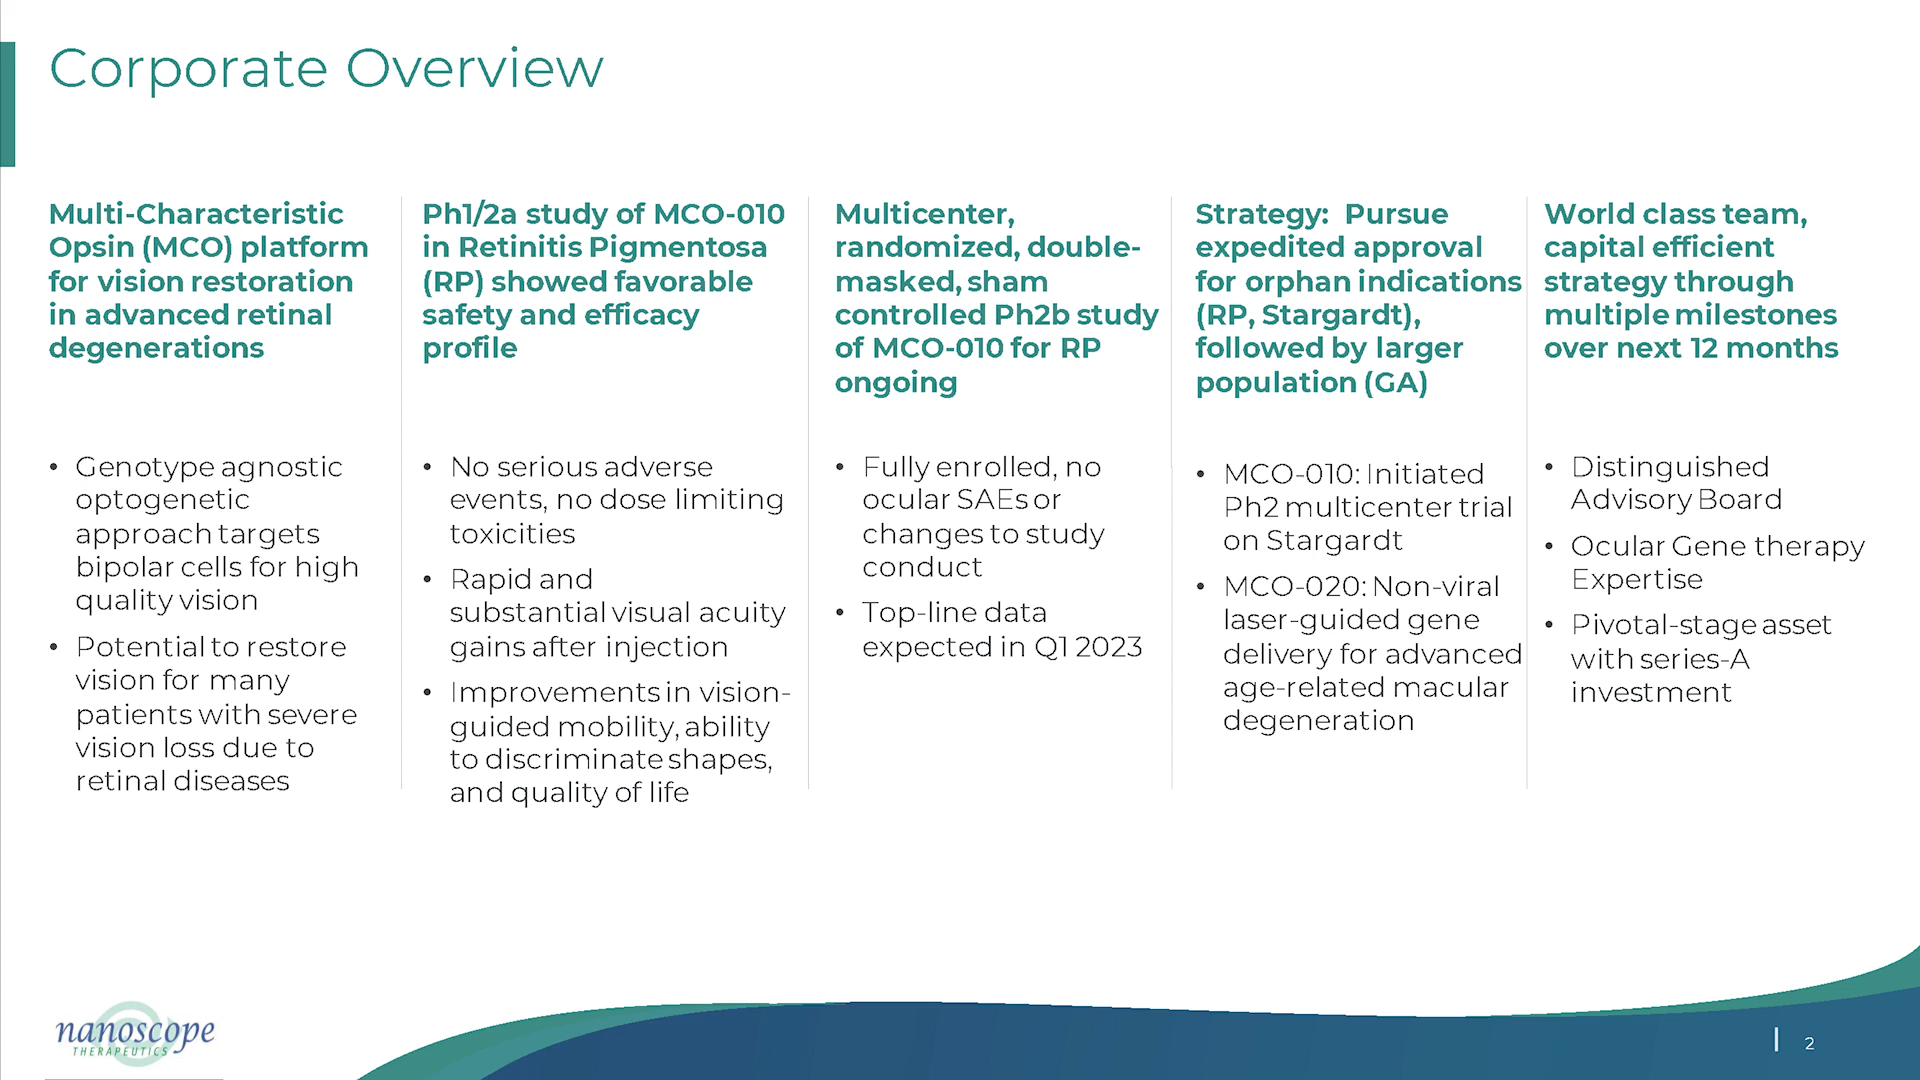 Corporate Overview
Multi-Characteristic
Opsin (MCO) platform
for vision restoration
in advanced retinal
degenerations
• Genotype agnostic
optogenetic
approach targets
bipolar cells for high
quality vision
• Potential to restore
vision for many
patients with severe
vision loss due to
retinal diseases
Ph1/2a study of MCO-010
in Retinitis Pigmentosa
(RP) showed favorable
safety and efficacy
profile
• No serious adverse
events, no dose limiting
toxicities
• Rapid and
substantial visual acuity
gains after injection
• Improvements in vision-
guided mobility, ability
to discriminate shapes,
and quality of life
Multicenter,
randomized, double-
masked, sham
controlled Ph2b study
of MCO-010 for RP
ongoing
• Fully enrolled, no
ocular SAEs or
changes to study
conduct
• Top-line data
expected in Q1 2023
Strategy: Pursue
expedited approval
for orphan indications
(RP, Stargardt),
followed by larger
population (GA)
• MCO-010: Initiated
Ph2 multicenter trial
on Stargardt
• MCO-020: Non-viral
laser-guided gene
delivery for advanced
age-related macular
degeneration
World class team,
capital efficient
strategy through
multiple milestones
over next 12 months
• Distinguished
Advisory Board
• Ocular Gene therapy
Expertise
• Pivotal-stage asset
with series-A
investment
nanoscope
THERAPEUTICS
2